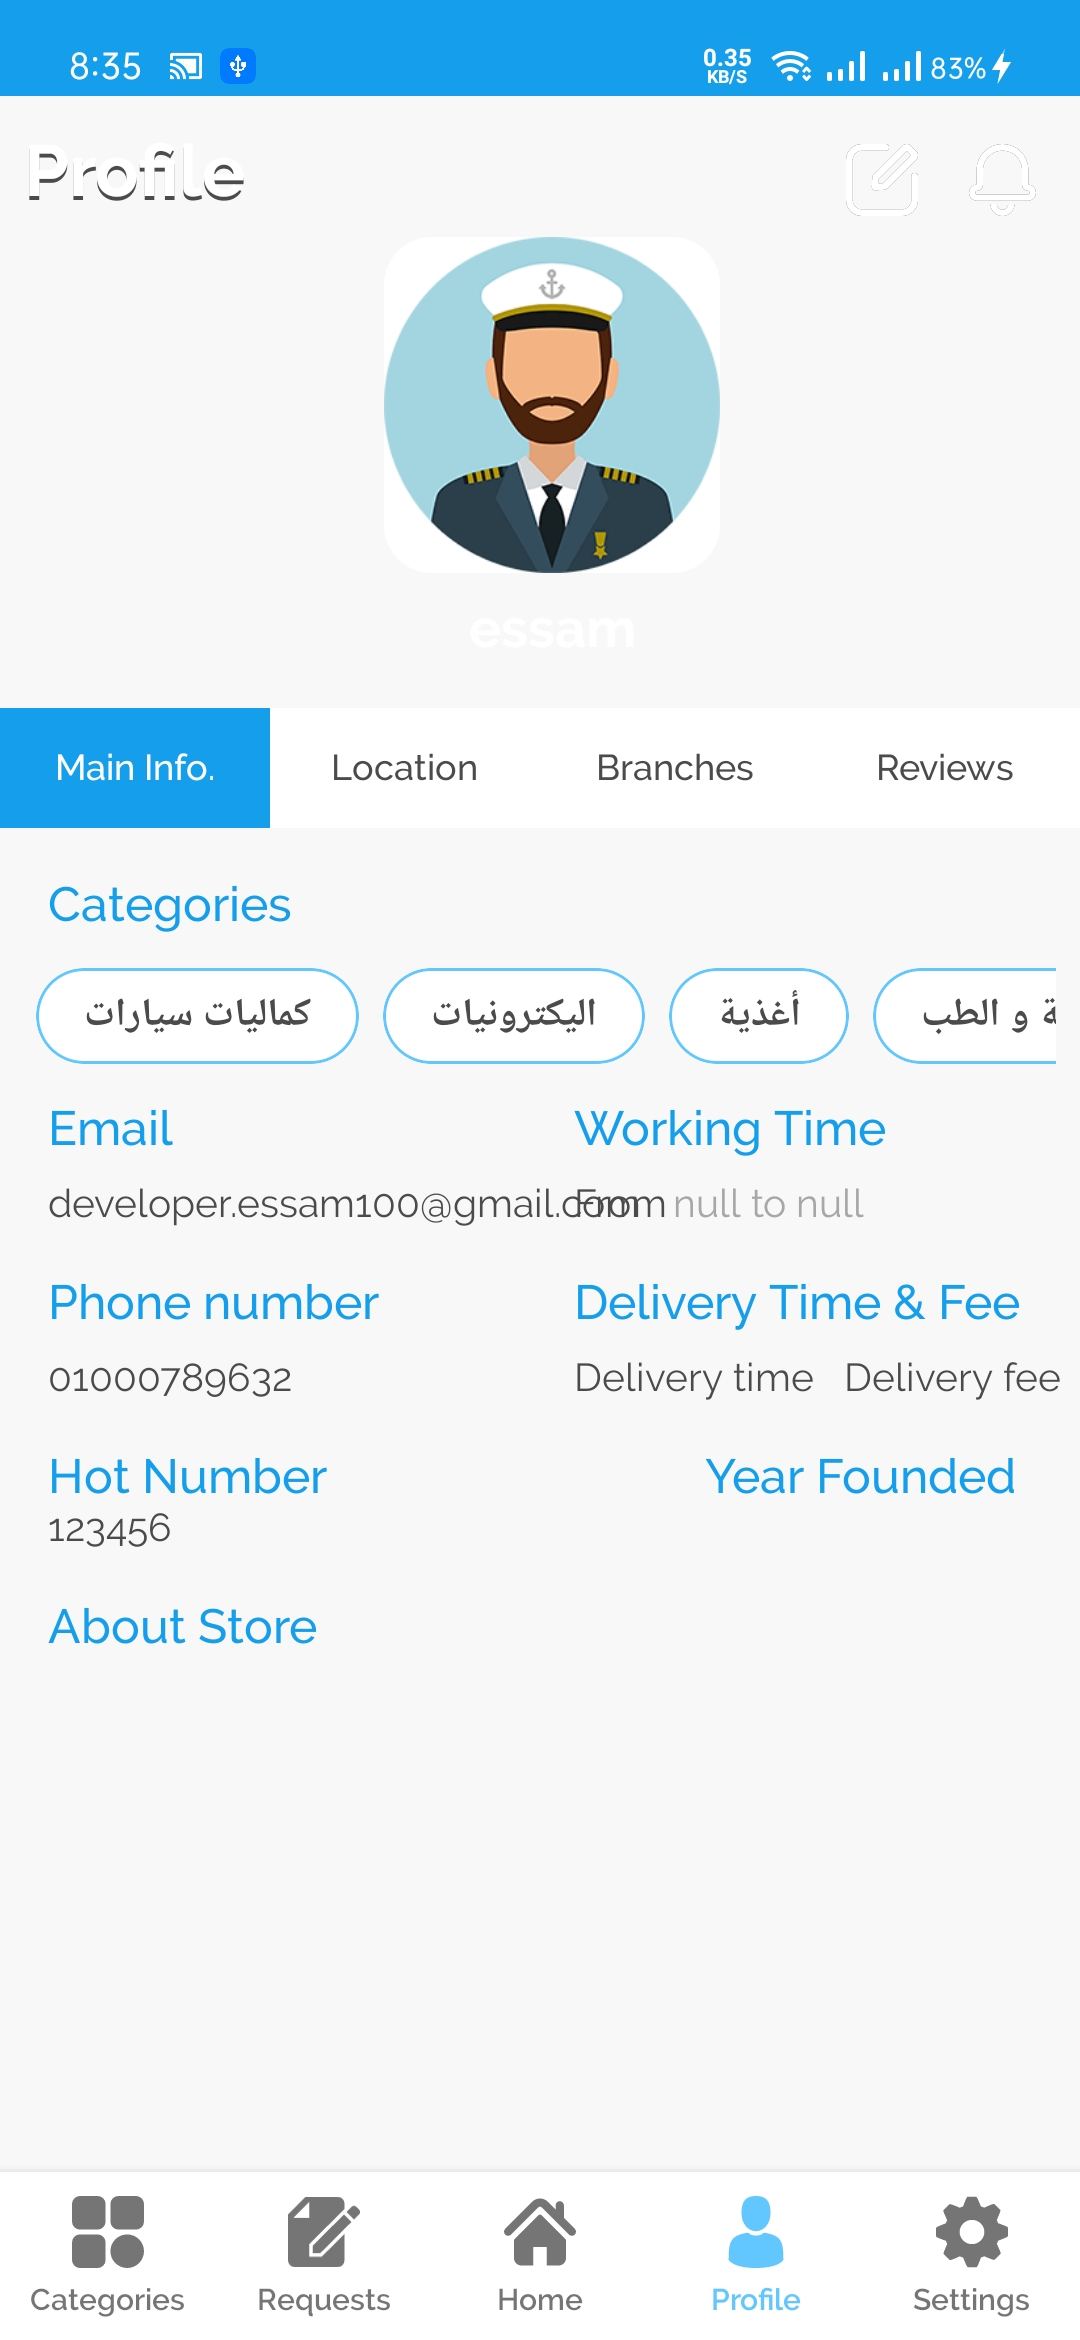 8:35 0.35 KB/S 83%
Profile
essam
Main Info. Location Branches Reviews
Categories
كماليات سيارات اليكترونيات أغذية ة و الطب
Email Working Time
developer.essam100@gmail.com From null to null
Phone number Delivery Time & Fee
01000789632 Delivery time Delivery fee
Hot Number Year Founded
123456
About Store
Categories Requests Home Profile Settings